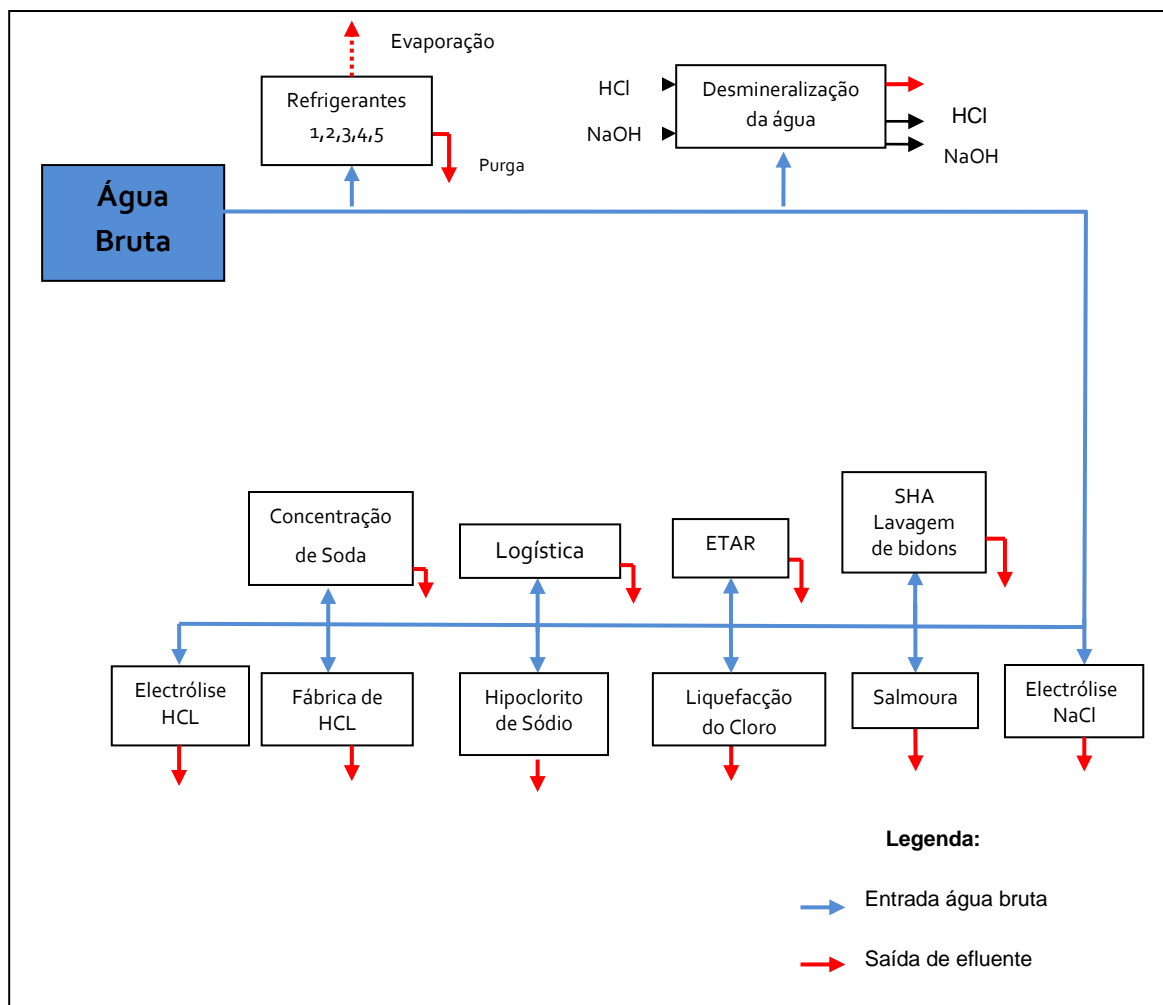 Evaporação
Refrigerantes
1,2,3,4,5
Purga
HCl
NaOH
Desmineralização
da água
HCl
NaOH
Água
Bruta
Concentração
de Soda
Logística
ETAR
SHA
Lavagem
de bidons
Electrólise
HCL
Fábrica de
HCL
Hipoclorito
de Sódio
Liquefacção
do Cloro
Salmoura
Electrólise
NaCl
Legenda:
Entrada água bruta
Saída de efluente